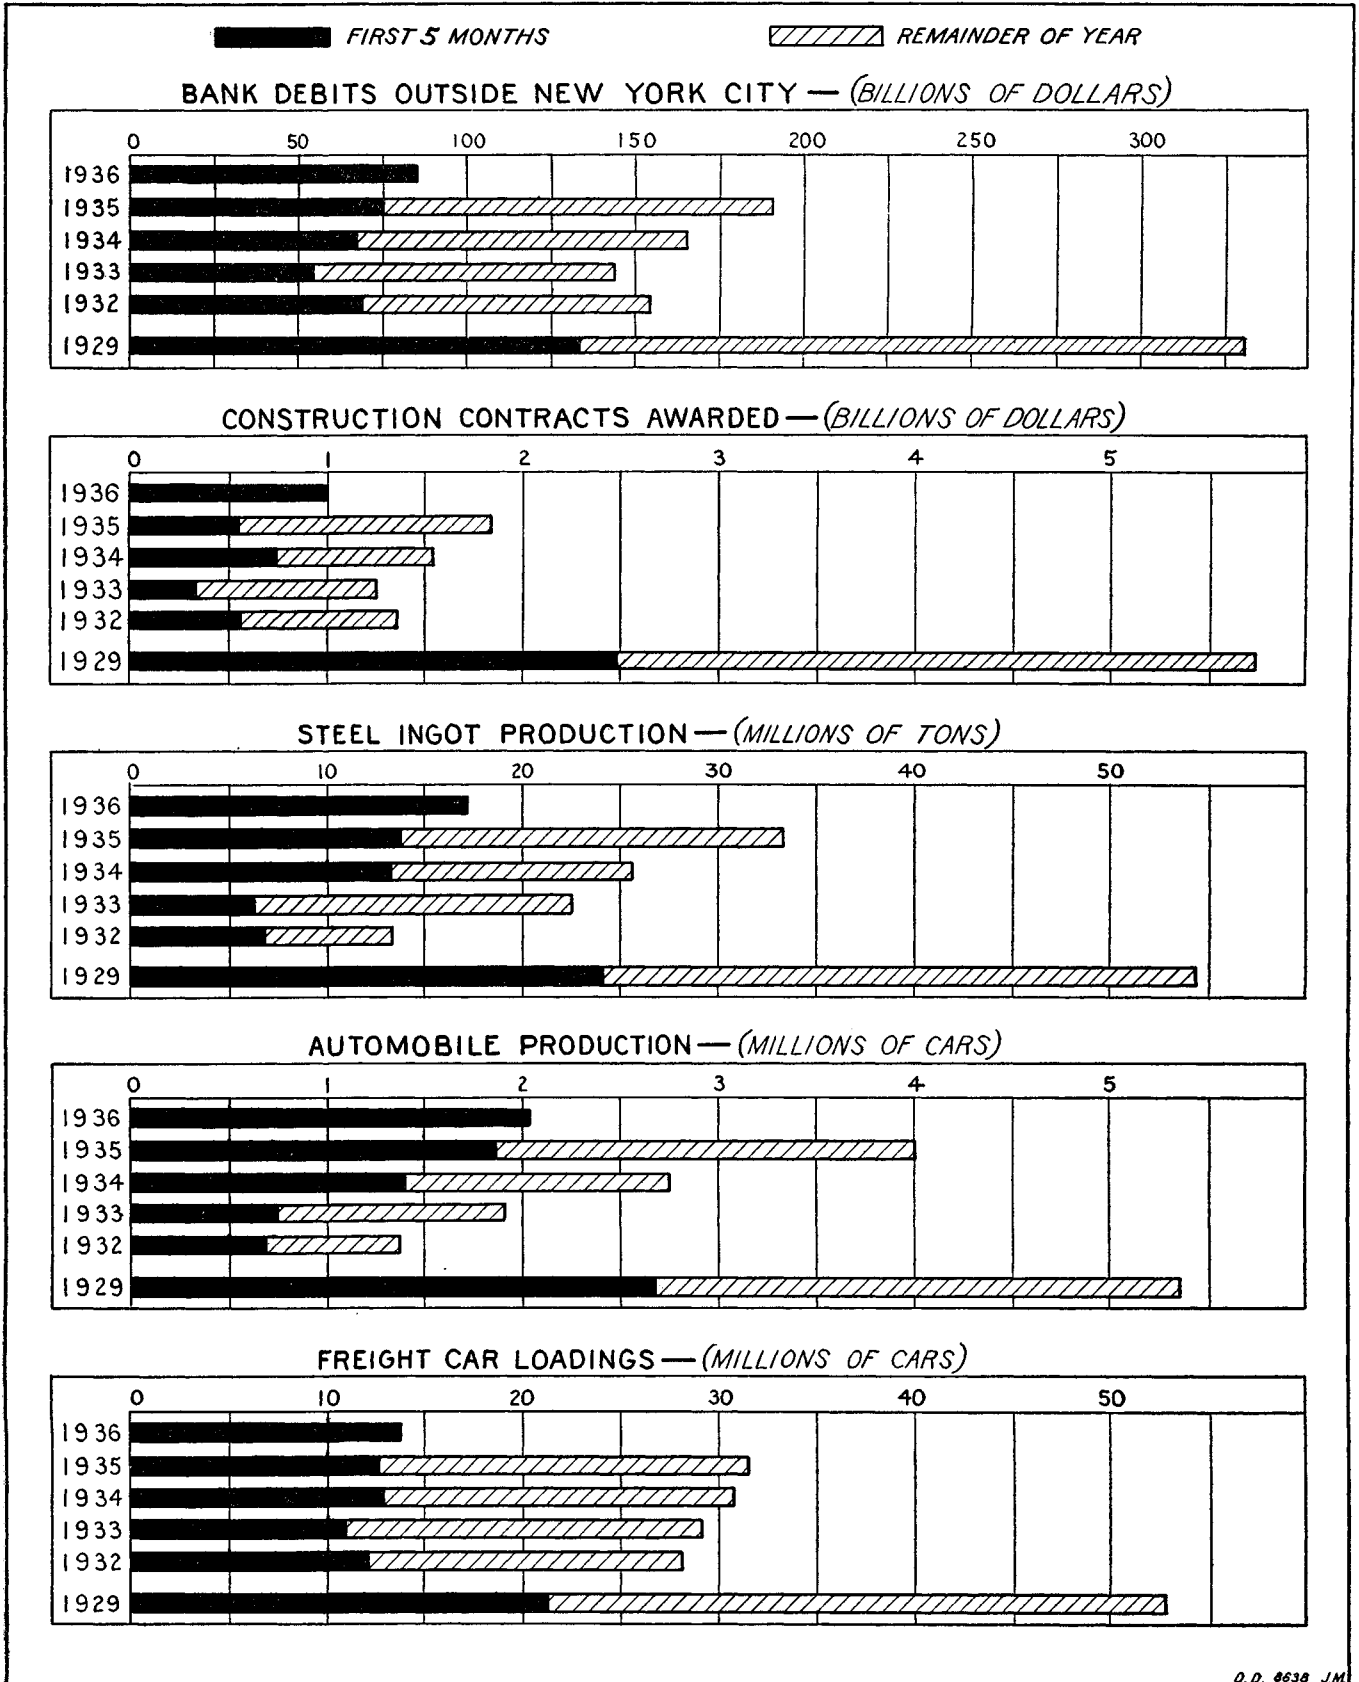 FIRST 5 MONTHS REMAINDER OF YEAR
BANK DEBITS OUTSIDE NEW YORK CITY — (BILLIONS OF DOLLARS)
0 50 100 150 200 250 300
1936
1935
1934
1933
1932
1929
CONSTRUCTION CONTRACTS AWARDED — (BILLIONS OF DOLLARS)
0 1 2 3 4 5
1936
1935
1934
1933
1932
1929
STEEL INGOT PRODUCTION — (MILLIONS OF TONS)
0 10 20 30 40 50
1936
1935
1934
1933
1932
1929
AUTOMOBILE PRODUCTION — (MILLIONS OF CARS)
0 1 2 3 4 5
1936
1935
1934
1933
1932
1929
FREIGHT CAR LOADINGS — (MILLIONS OF CARS)
0 10 20 30 40 50
1936
1935
1934
1933
1932
1929
D.D. 8638 JM